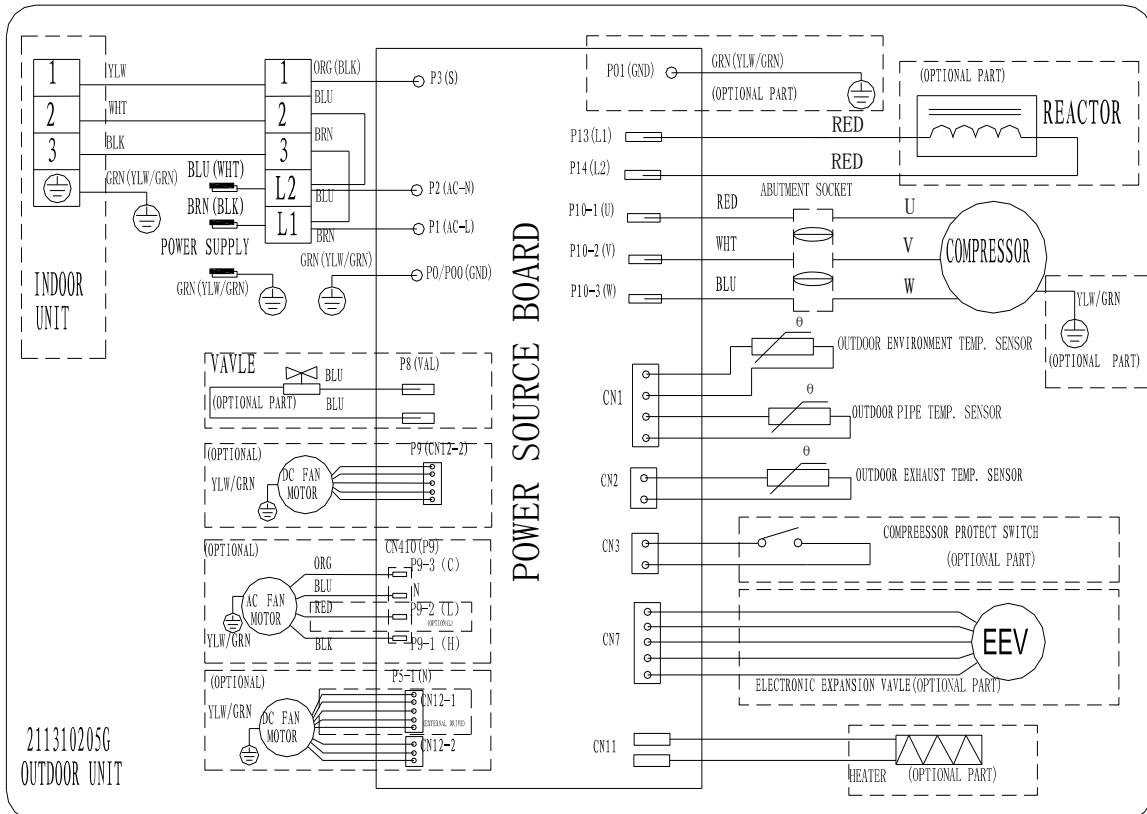 1
2
3
INDOOR
UNIT
YLW
WHT
BLK
GRN(YLW/GRN)
1
2
3
L2
L1
BLU(WHT)
BRN(BLK)
POWER SUPPLY
GRN(YLW/GRN)
ORG(BLK)
BLU
BRN
BLU
BRN
GRN(YLW/GRN)
P3(S)
P2(AC-N)
P1(AC-L)
P0/P00(GND)
VAVLE
(OPTIONAL PART)
BLU
BLU
P8(VAL)
(OPTIONAL)
YLW/GRN
DC FAN
MOTOR
P9(CN12-2)
(OPTIONAL)
YLW/GRN
AC FAN
MOTOR
ORG
BLU
RED
BLK
CN410(P9)
P9-3 (C)
N
P9-2 (L)
(OPTIONAL)
P9-1 (H)
(OPTIONAL)
YLW/GRN
DC FAN
MOTOR
P5-1(N)
CN12-1
(EXTERNAL DRIVE)
CN12-2
211310205G
OUTDOOR UNIT
POWER SOURCE BOARD
P01(GND)
GRN(YLW/GRN)
(OPTIONAL PART)
(OPTIONAL PART)
REACTOR
P13(L1)
RED
P14(L2)
RED
ABUTMENT SOCKET
P10-1(U)
RED
U
P10-2(V)
WHT
V
P10-3(W)
BLU
W
COMPRESSOR
YLW/GRN
(OPTIONAL PART)
CN1
θ
OUTDOOR ENVIRONMENT TEMP. SENSOR
θ
OUTDOOR PIPE TEMP. SENSOR
CN2
θ
OUTDOOR EXHAUST TEMP. SENSOR
CN3
COMPREESSOR PROTECT SWITCH
(OPTIONAL PART)
CN7
EEV
ELECTRONIC EXPANSION VAVLE(OPTIONAL PART)
CN11
HEATER
(OPTIONAL PART)